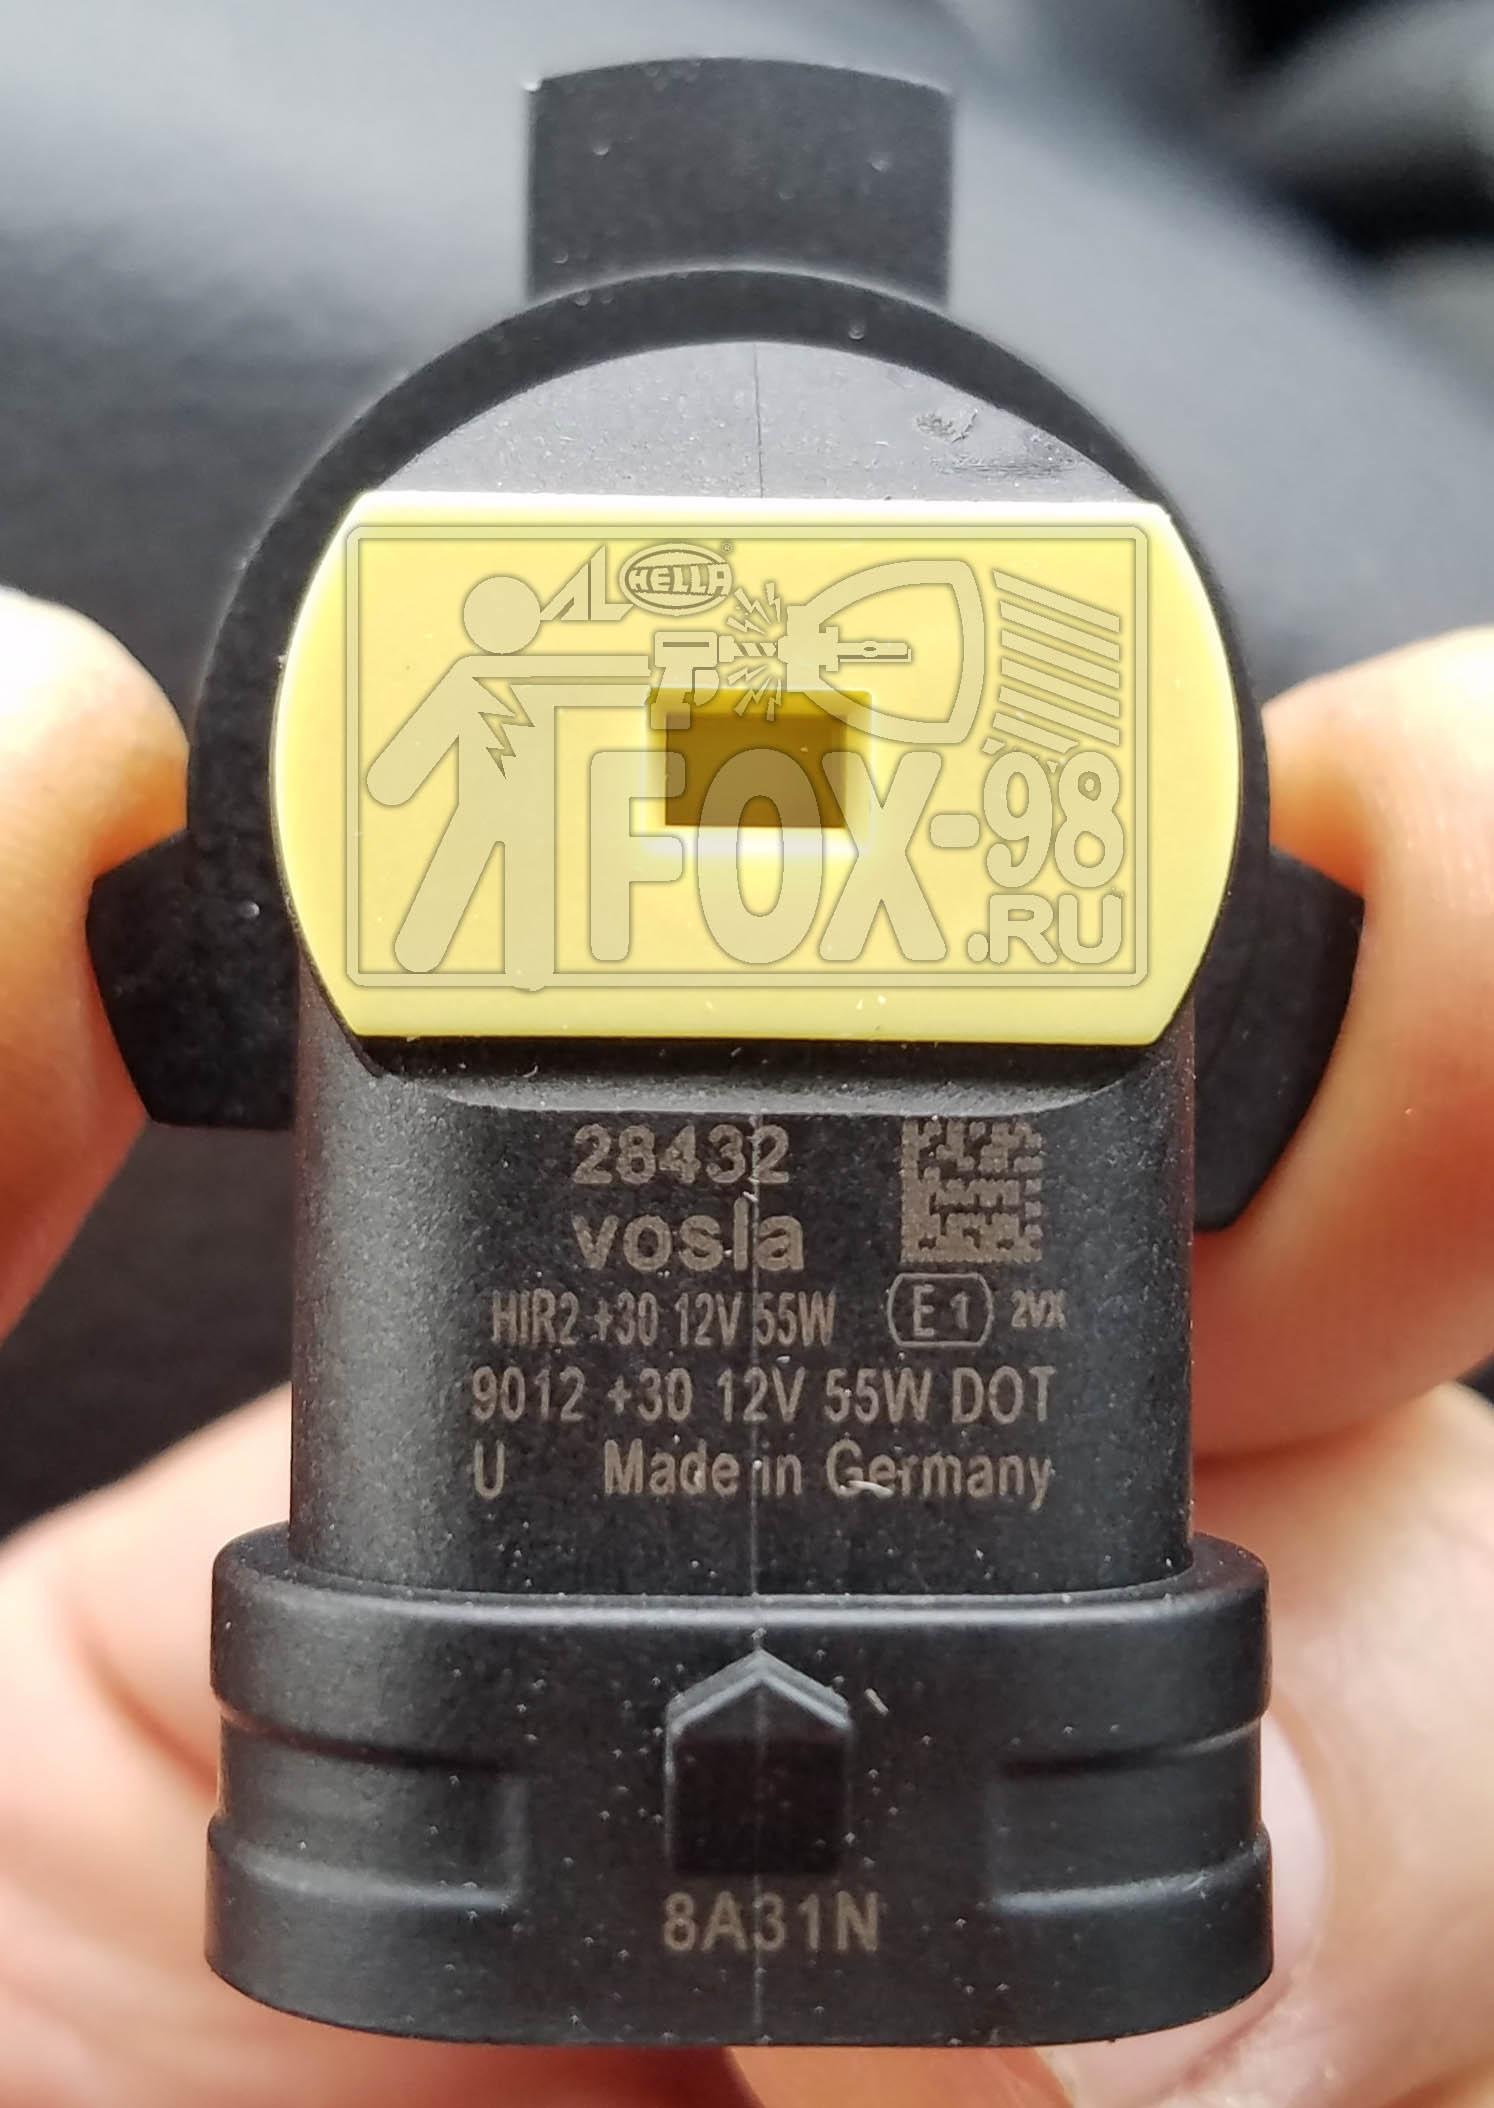 AL HELLA®
FOX-98
.RU
28432
vosla
HIR2 +30 12V 55W E1 2VX
9012 +30 12V 55W DOT
U Made in Germany
8A31N